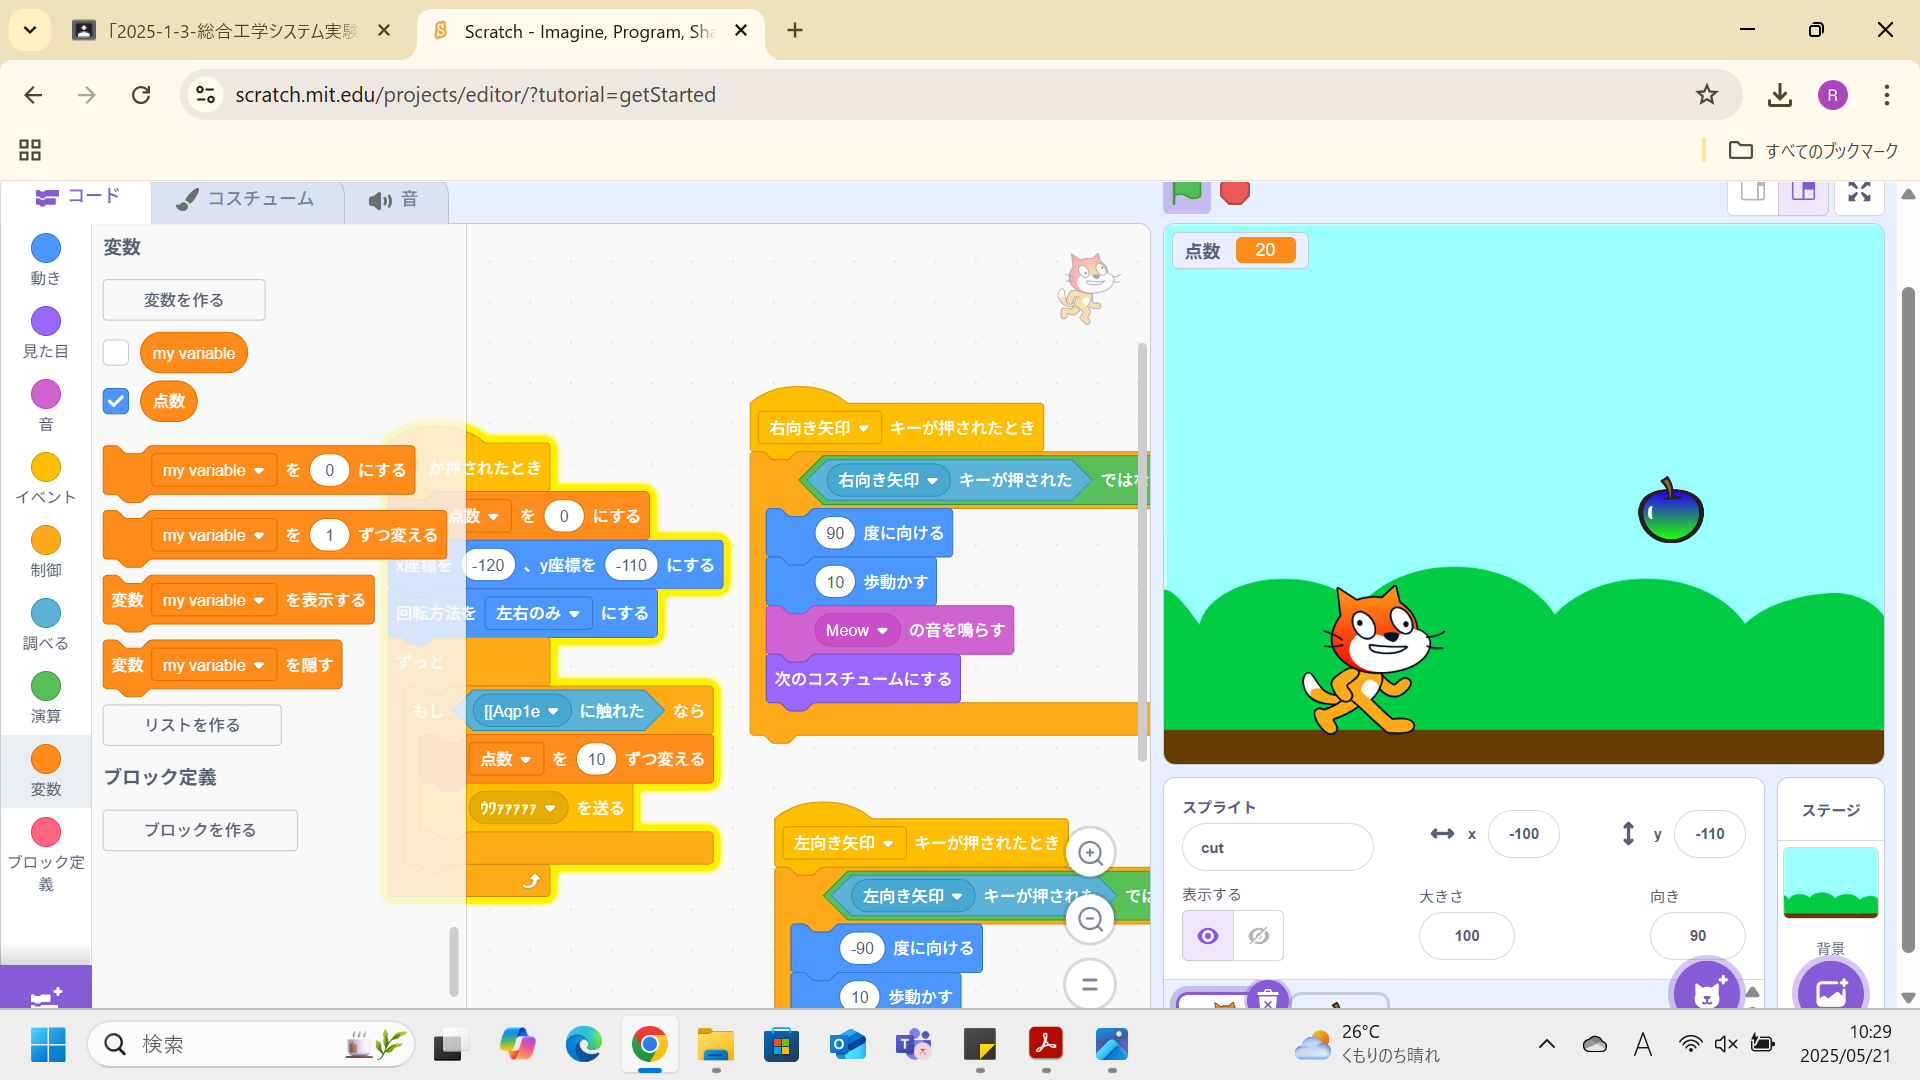 「2025-1-3-総合工学システム実験
Scratch - Imagine, Program, Sha
scratch.mit.edu/projects/editor/?tutorial=getStarted
R
すべてのブックマーク
コード
コスチューム
音
動き
見た目
音
イベント
制御
調べる
演算
変数
ブロック定
義
変数
変数を作る
my variable
点数
my variable を 0 にする
my variable を 1 ずつ変える
変数 my variable を表示する
変数 my variable を隠す
リストを作る
ブロック定義
ブロックを作る
が押されたとき
点数 を 0 にする
x座標を -120 、y座標を -110 にする
回転方法を 左右のみ にする
ずっと
もし [[Aqp1e に触れた なら
点数 を 10 ずつ変える
ｳﾜｧｧｧｧｧ を送る
右向き矢印 キーが押されたとき
右向き矢印 キーが押された ではな
90 度に向ける
10 歩動かす
Meow の音を鳴らす
次のコスチュームにする
左向き矢印 キーが押されたとき
左向き矢印 キーが押された では
-90 度に向ける
10 歩動かす
点数 20
スプライト
cut
x -100
y -110
表示する
大きさ
100
向き
90
ステージ
背景
検索
26°C
くもりのち晴れ
A
10:29
2025/05/21